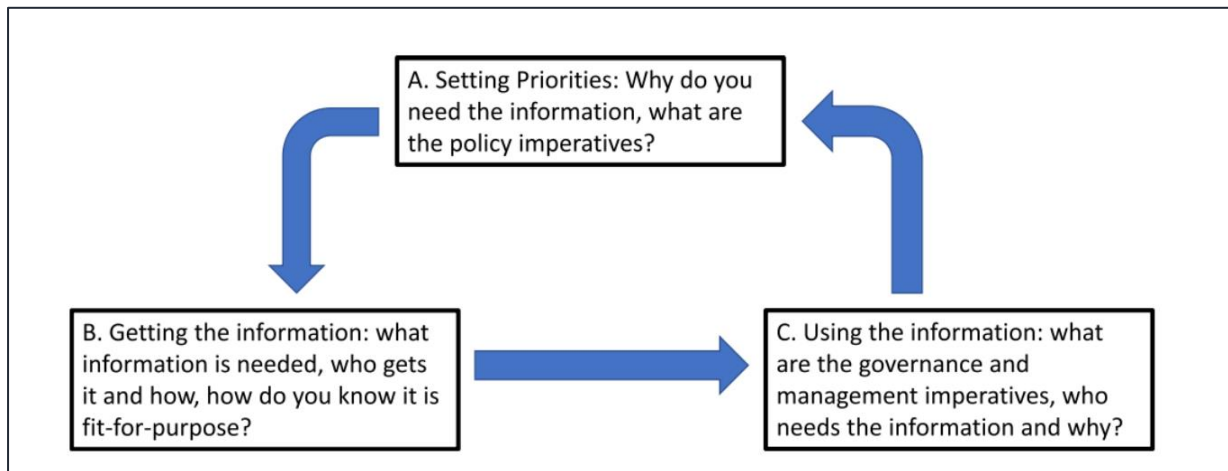 A. Setting Priorities: Why do you
need the information, what are
the policy imperatives?
B. Getting the information: what
information is needed, who gets
it and how, how do you know it is
fit-for-purpose?
C. Using the information: what
are the governance and
management imperatives, who
needs the information and why?